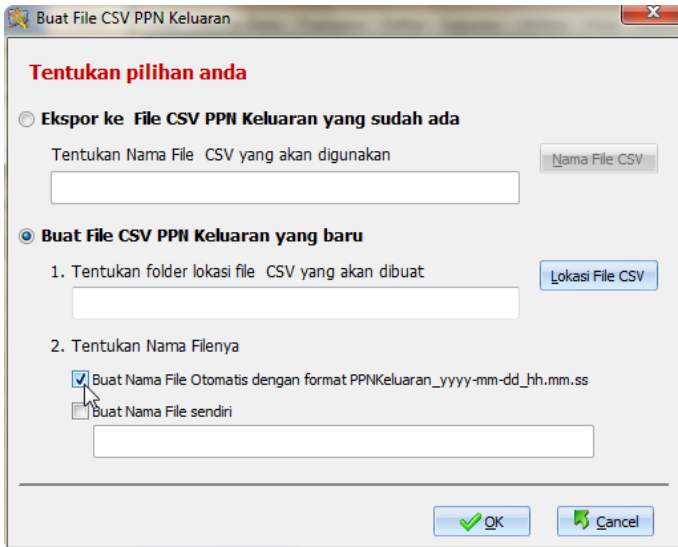 Buat File CSV PPN Keluaran
Tentukan pilihan anda
Ekspor ke File CSV PPN Keluaran yang sudah ada
Tentukan Nama File CSV yang akan digunakan
Nama File CSV
Buat File CSV PPN Keluaran yang baru
1. Tentukan folder lokasi file CSV yang akan dibuat
Lokasi File CSV
2. Tentukan Nama Filenya
Buat Nama File Otomatis dengan format PPNKeluaran_yyyy-mm-dd_hh.mm.ss
Buat Nama File sendiri
OK
Cancel